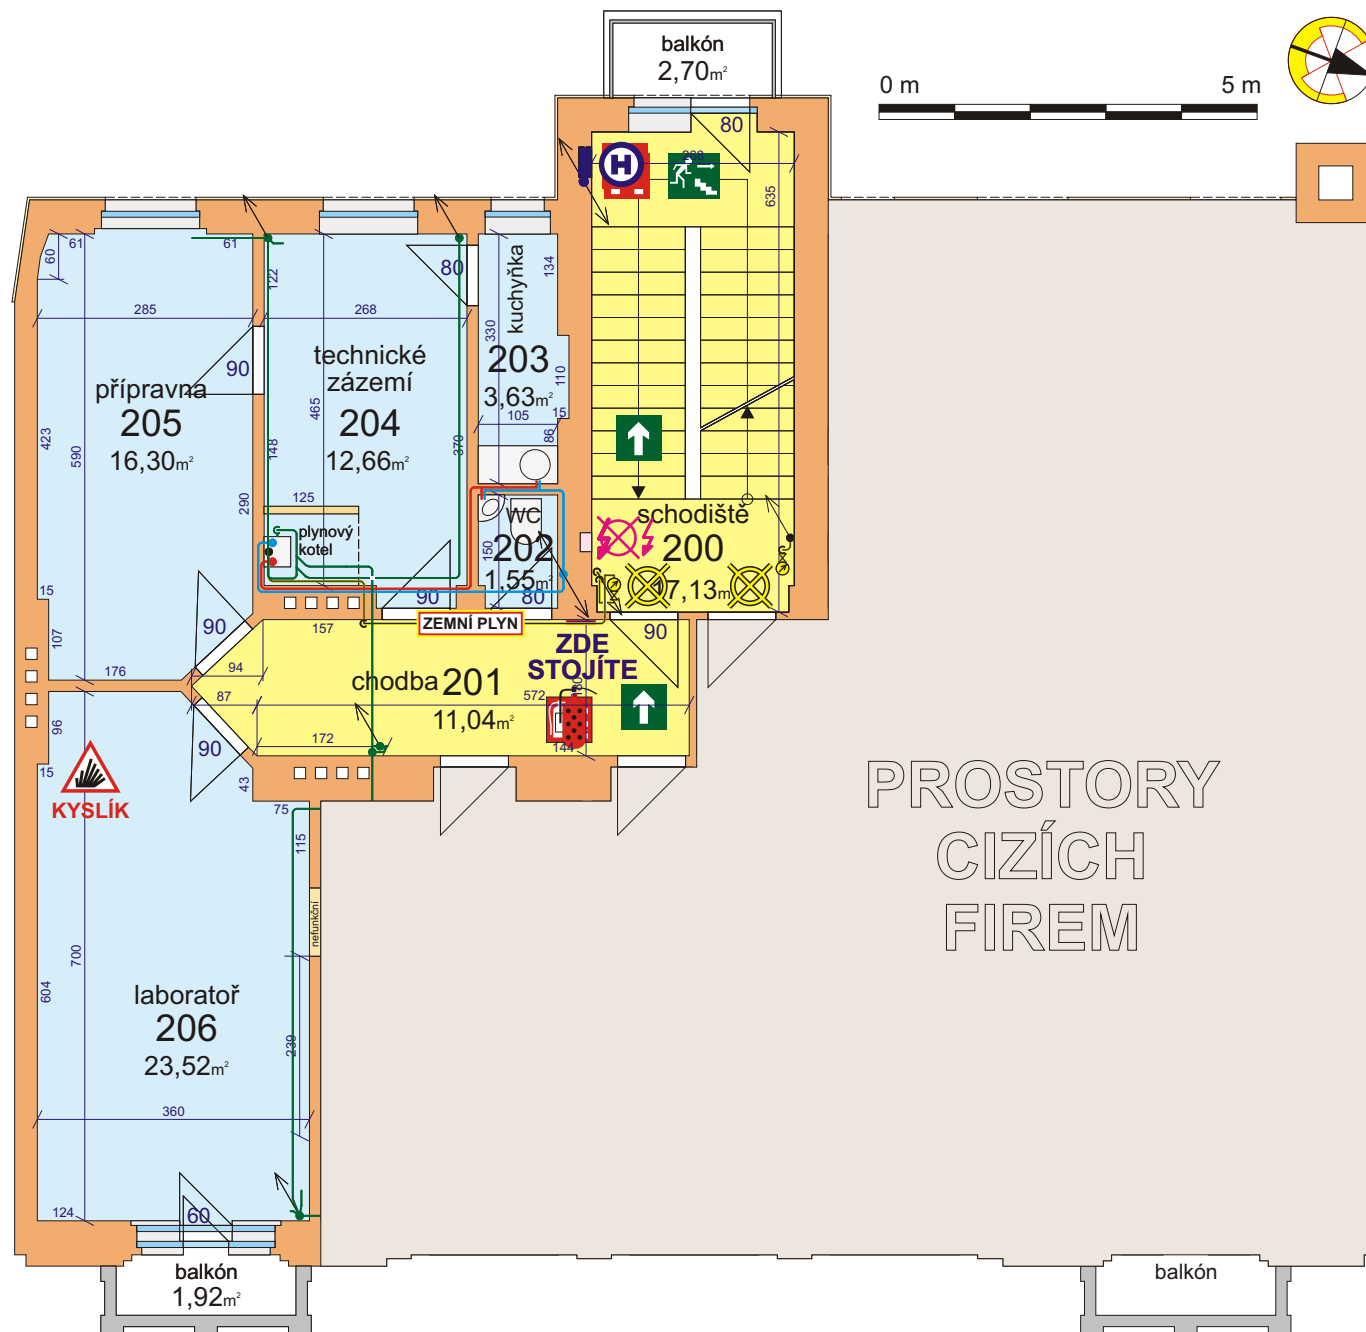 balkón
2,70m²
0 m
5 m
80
268
635
H
61
60
61
122
285
268
80
kuchyňka
134
330
203
3,63m²
110
105
15
86
technické
zázemí
204
12,66m²
465
370
148
125
90
přípravna
205
16,30m²
423
590
290
plynový
kotel
WC
202
1,55m²
150
80
90
schodiště
200
17,13m
15
107
176
90
94
157
ZEMNÍ PLYN
ZDE
STOJÍTE
90
chodba 201
11,04m²
572
180
144
87
172
90
96
15
43
KYSLÍK
75
115
nefunkční
PROSTORY
CIZÍCH
FIREM
700
604
laboratoř
206
23,52m²
239
360
124
60
balkón
1,92m²
balkón